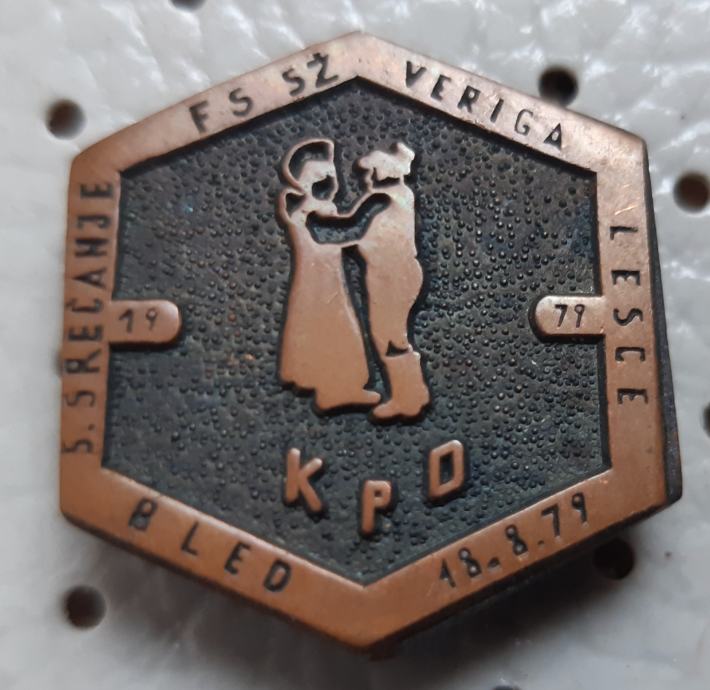 5. SREČANJE
FS SŽ
VERIGA
LESCE
19
79
KPD
BLED
18.8.79